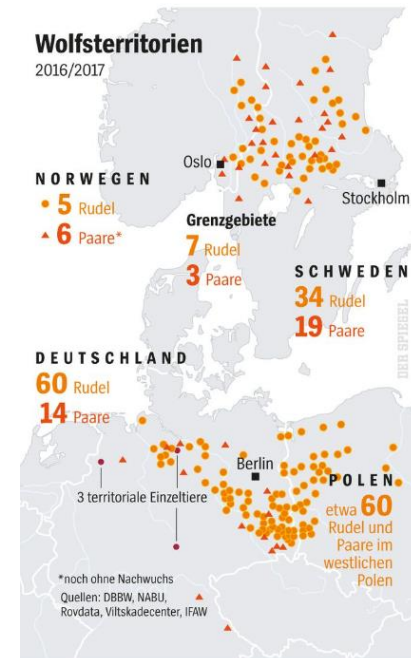 Wolfsterritorien
2016/2017
Oslo
Stockholm
NORWEGEN
5 Rudel
6 Paare*
Grenzgebiete
7 Rudel
3 Paare
SCHWEDEN
34 Rudel
19 Paare
DER SPIEGEL
DEUTSCHLAND
60 Rudel
14 Paare
Berlin
3 territoriale Einzeltiere
POLEN
etwa 60
Rudel und
Paare im
westlichen
Polen
*noch ohne Nachwuchs
Quellen: DBBW, NABU,
Rovdata, Viltskadecenter, IFAW